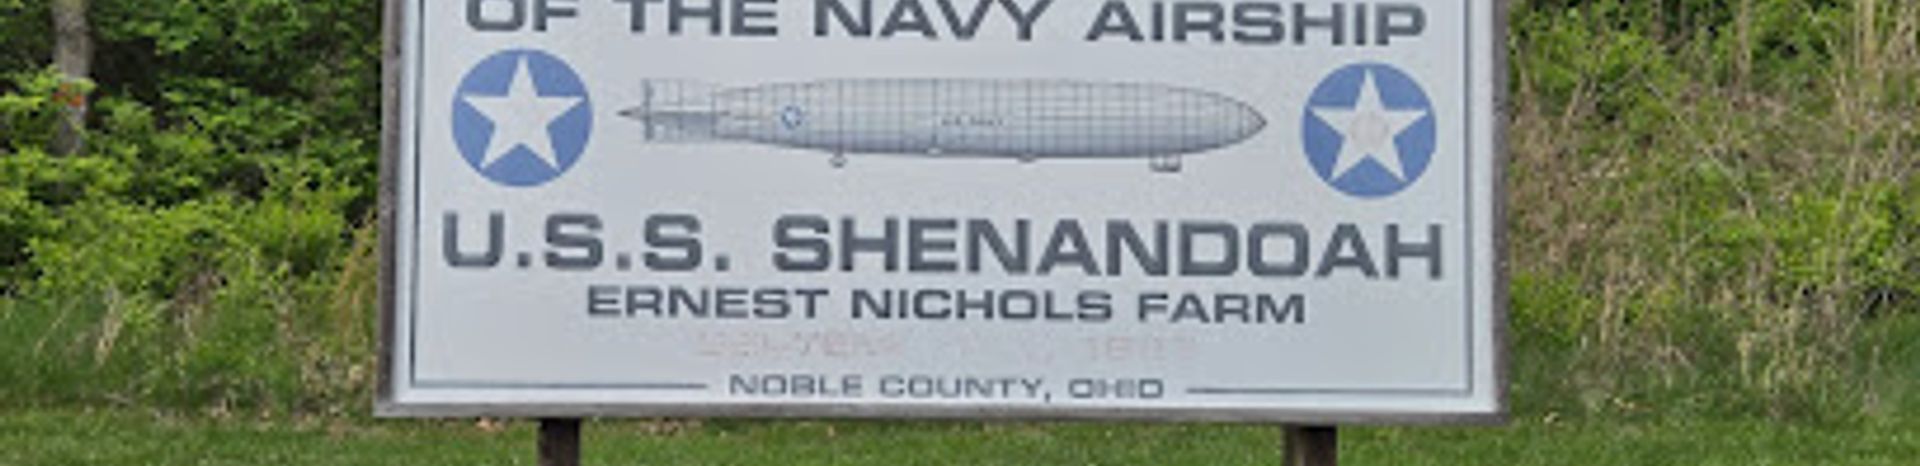 OF THE NAVY AIRSHIP
U.S.S. SHENANDOAH
ERNEST NICHOLS FARM
NOBLE COUNTY, OHIO